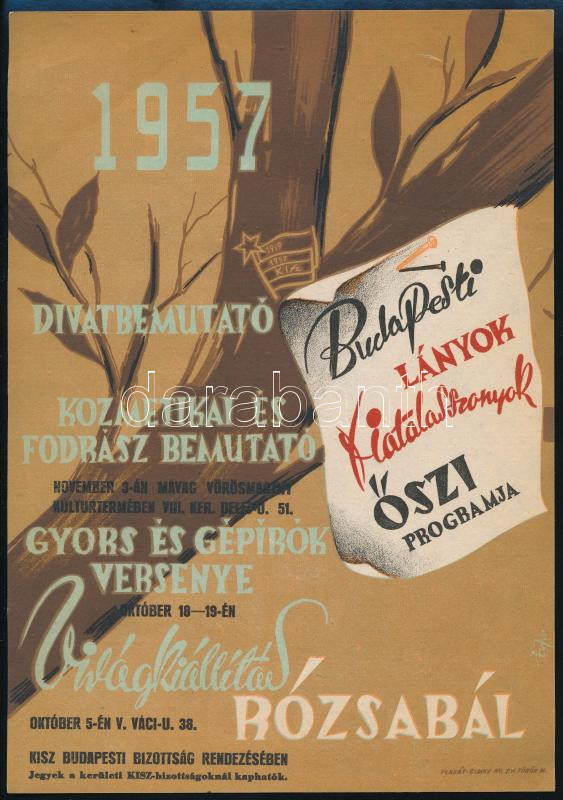 1957
1919
1957
KISZ
DIVATBEMUTATÓ
Budapesti
LÁNYOK
Fiatalasszonyok
ŐSZI
PROGRAMJA
KOZMETIKAI ÉS
FODRÁSZ BEMUTATÓ
darabanth
NOVEMBER 3-ÁN MÁVAG VÖRÖSMARTHY
KULTURTERMÉBEN VIII. KER. DELEJ-U. 51.
GYORS ÉS GÉPÍRÓK
VERSENYE
OKTÓBER 18—19-ÉN
Virágkiállítás
RÓZSABÁL
OKTÓBER 5-ÉN V. VÁCI-U. 38.
KISZ BUDAPESTI BIZOTTSÁG RENDEZÉSÉBEN
Jegyek a kerületi KISZ-bizottságoknál kaphatók.